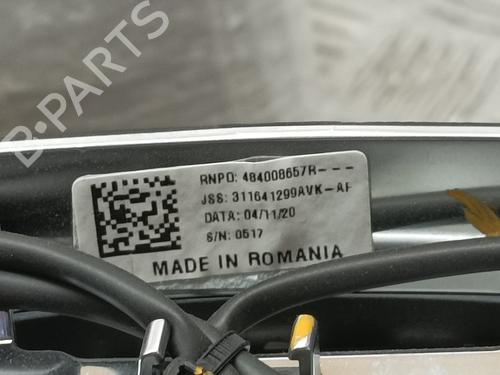 B-PARTS
RNPO: 484008657R---
JSS: 311641299AVK-AF
DATA: 04/11/20
S/N: 0517
MADE IN ROMANIA